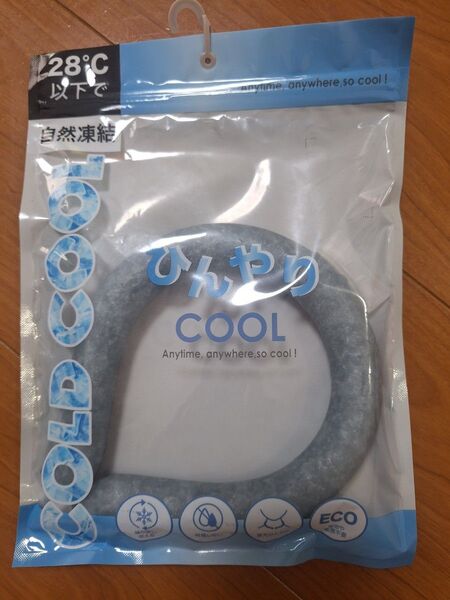 28℃
以下で
自然凍結
Anytime, anywhere,so cool!
COLD COOL
ひんやり
COOL
Anytime, anywhere,so cool!
ECO